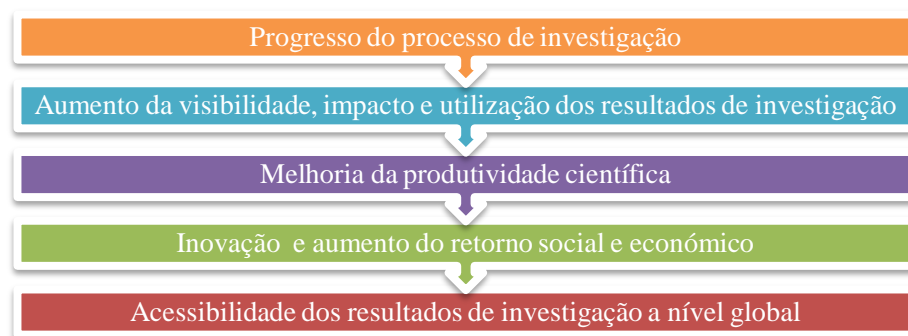 Progresso do processo de investigação
Aumento da visibilidade, impacto e utilização dos resultados de investigação
Melhoria da produtividade científica
Inovação e aumento do retorno social e económico
Acessibilidade dos resultados de investigação a nível global